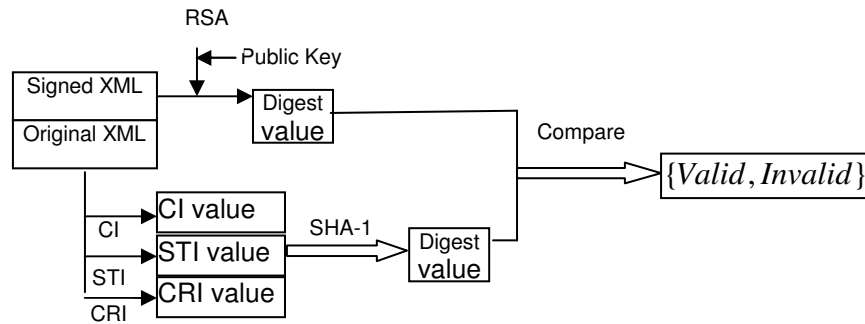 RSA
Public Key
Signed XML
Original XML
Digest
value
Compare
{Valid, Invalid}
CI value
CI
STI value
STI
CRI value
CRI
SHA-1
Digest
value